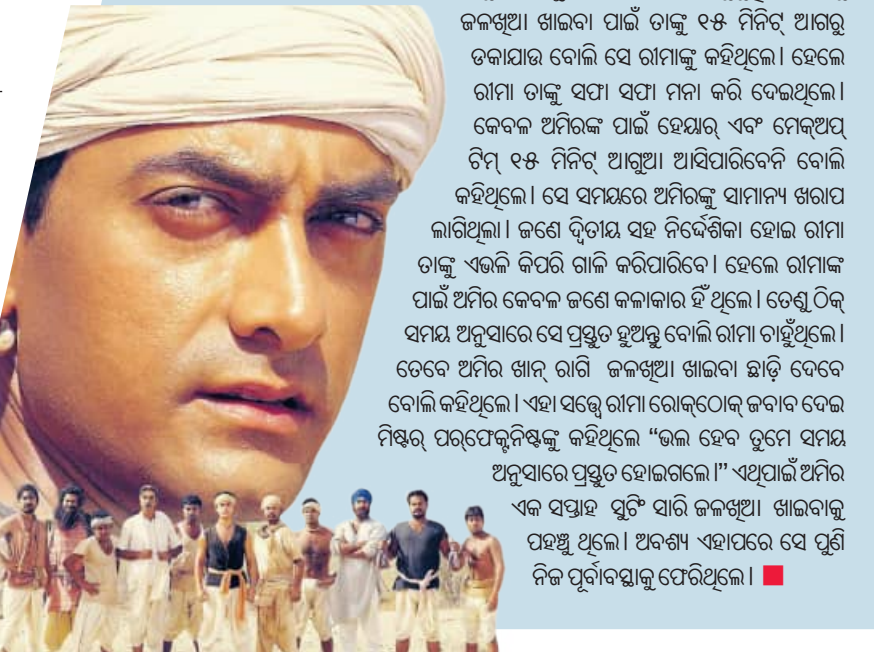 ଜଳଖିଆ ଖାଇବା ପାଇଁ ତାଙ୍କୁ ୧୫ ମିନିଟ୍ ଆଗରୁ
ଡକାଯାଉ ବୋଲି ସେ ରୀମାଙ୍କୁ କହିଥିଲେ। ହେଲେ
ରୀମା ତାଙ୍କୁ ସଫା ସଫା ମନା କରି ଦେଇଥିଲେ।
କେବଳ ଅମିରଙ୍କ ପାଇଁ ହେୟାର୍ ଏବଂ ମେକ୍‌ଅପ୍
ଟିମ୍ ୧୫ ମିନିଟ୍ ଆଗୁଆ ଆସିପାରିବେନି ବୋଲି
କହିଥିଲେ। ସେ ସମୟରେ ଅମିରଙ୍କୁ ସାମାନ୍ୟ ଖରାପ
ଲାଗିଥିଲା। ଜଣେ ଦ୍ୱିତୀୟ ସହ ନିର୍ଦ୍ଦେଶିକା ହୋଇ ରୀମା
ତାଙ୍କୁ ଏଭଳି କିପରି ଗାଳି କରିପାରିବେ। ହେଲେ ରୀମାଙ୍କ
ପାଇଁ ଅମିର କେବଳ ଜଣେ କଳାକାର ହିଁ ଥିଲେ। ତେଣୁ ଠିକ୍
ସମୟ ଅନୁସାରେ ସେ ପ୍ରସ୍ତୁତ ହୁଅନ୍ତୁ ବୋଲି ରୀମା ଚାହୁଁଥିଲେ।
ତେବେ ଅମିର ଖାନ୍ ରାଗି ଜଳଖିଆ ଖାଇବା ଛାଡ଼ି ଦେବେ
ବୋଲି କହିଥିଲେ। ଏହା ସତ୍ତ୍ୱେ ରୀମା ରୋକ୍‌ଠୋକ୍ ଜବାବ ଦେଇ
ମିଷ୍ଟର୍ ପର୍‌ଫେକ୍ଟନିଷ୍ଟଙ୍କୁ କହିଥିଲେ “ଭଲ ହେବ ତୁମେ ସମୟ
ଅନୁସାରେ ପ୍ରସ୍ତୁତ ହୋଇଗଲେ।” ଏଥିପାଇଁ ଅମିର
ଏକ ସପ୍ତାହ ସୁଟିଂ ସାରି ଜଳଖିଆ ଖାଇବାକୁ
ପହଞ୍ଚୁ ଥିଲେ। ଅବଶ୍ୟ ଏହାପରେ ସେ ପୁଣି
ନିଜ ପୂର୍ବାବସ୍ଥାକୁ ଫେରିଥିଲେ।